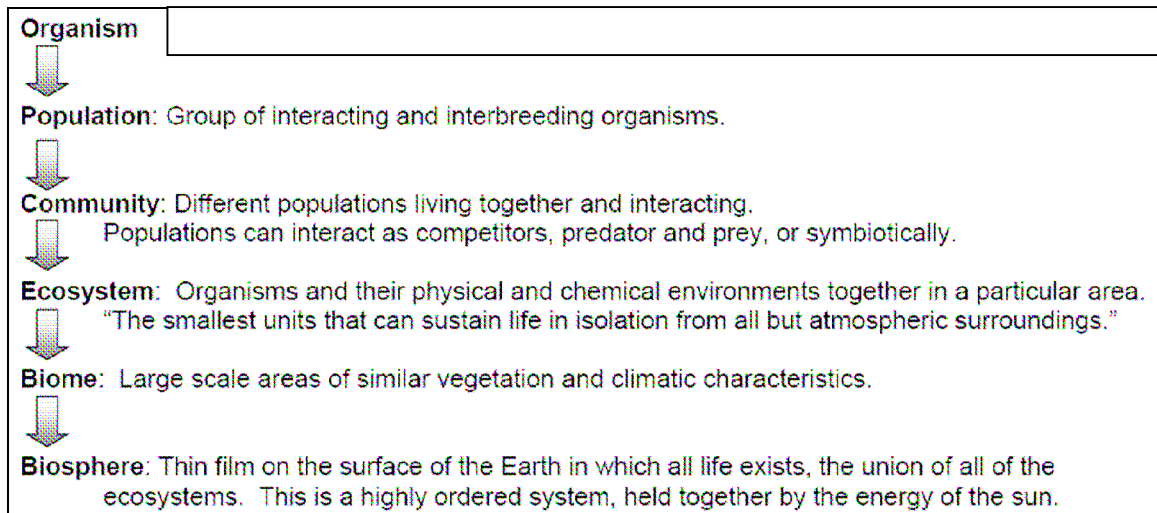 Organism
Population: Group of interacting and interbreeding organisms.
Community: Different populations living together and interacting.
Populations can interact as competitors, predator and prey, or symbiotically.
Ecosystem: Organisms and their physical and chemical environments together in a particular area.
“The smallest units that can sustain life in isolation from all but atmospheric surroundings.”
Biome: Large scale areas of similar vegetation and climatic characteristics.
Biosphere: Thin film on the surface of the Earth in which all life exists, the union of all of the
ecosystems. This is a highly ordered system, held together by the energy of the sun.